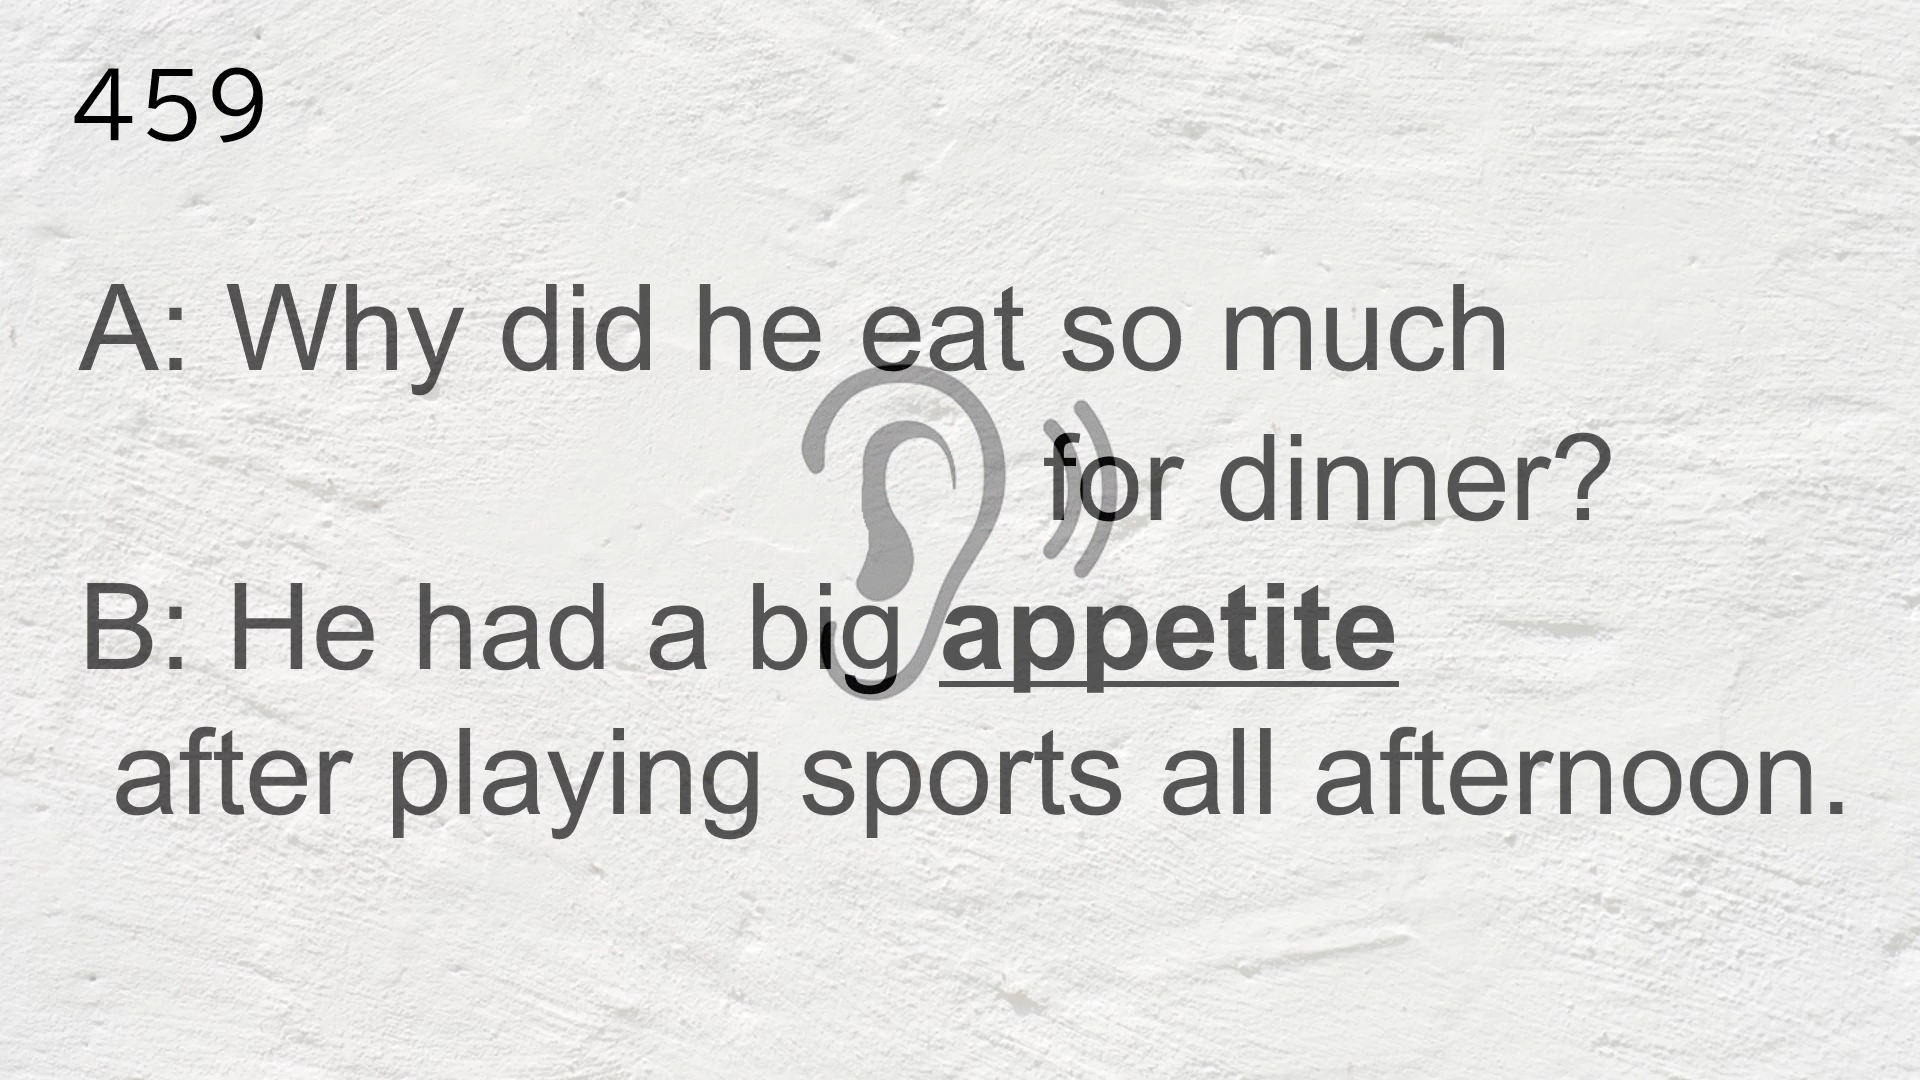 459
A: Why did he eat so much
for dinner?
B: He had a big appetite
after playing sports all afternoon.